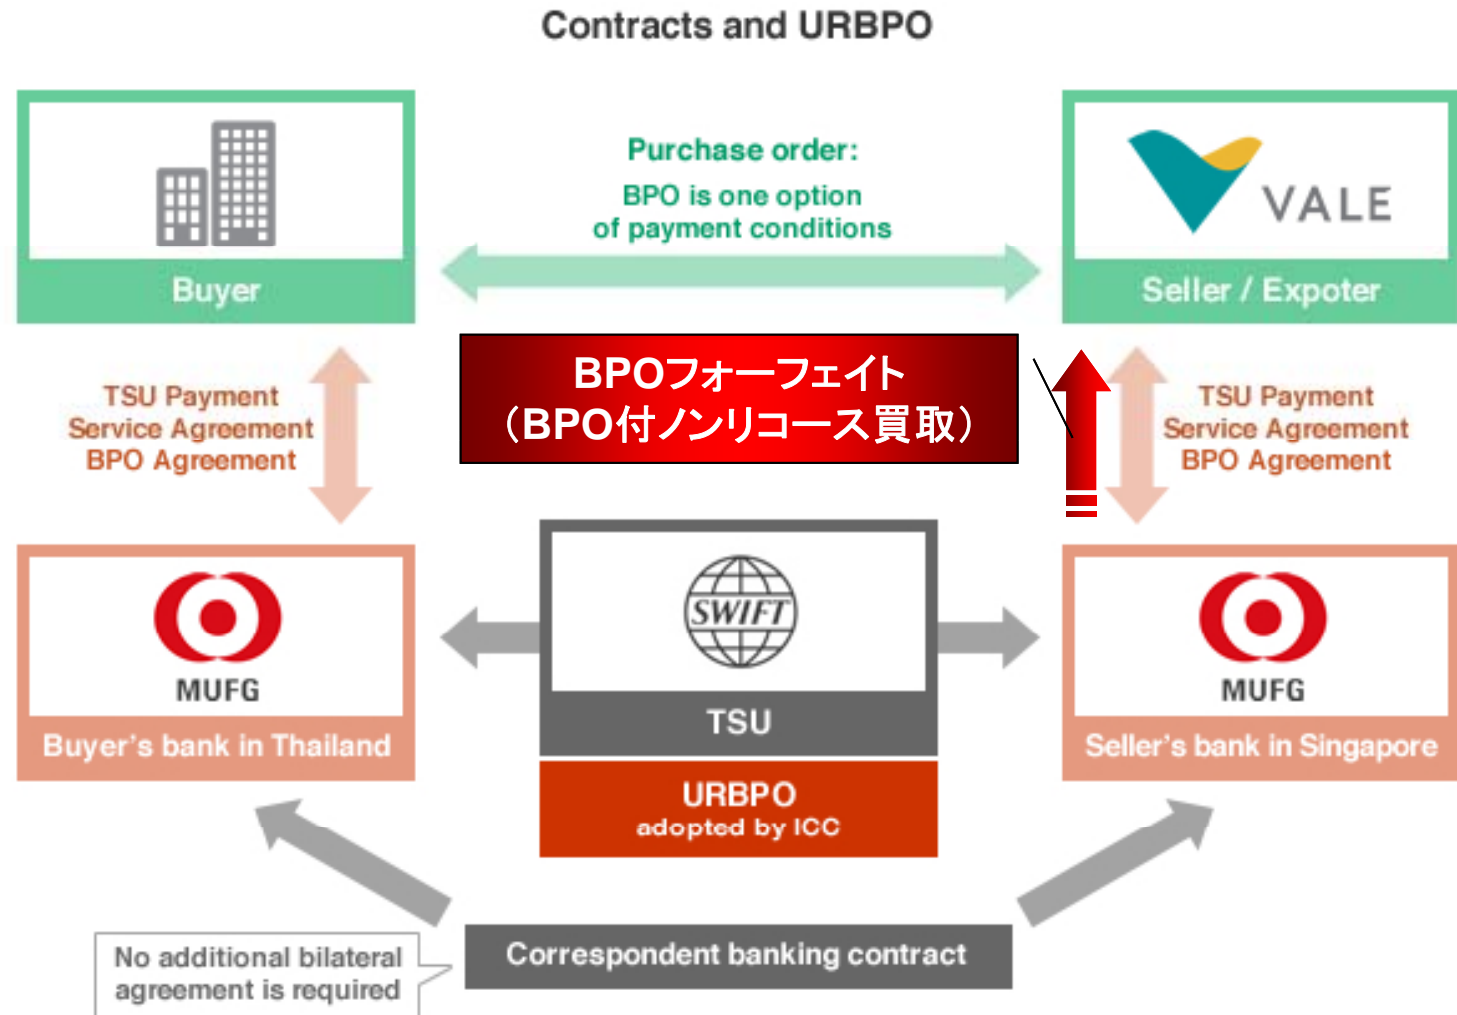 Contracts and URBPO
Purchase order:
BPO is one option
of payment conditions
VALE
Buyer
Seller / Expoter
BPOフォーフェイト
（BPO付ノンリコース買取）
TSU Payment
Service Agreement
BPO Agreement
TSU Payment
Service Agreement
BPO Agreement
MUFG
Buyer's bank in Thailand
SWIFT
TSU
URBPO
adopted by ICC
MUFG
Seller's bank in Singapore
Correspondent banking contract
No additional bilateral
agreement is required